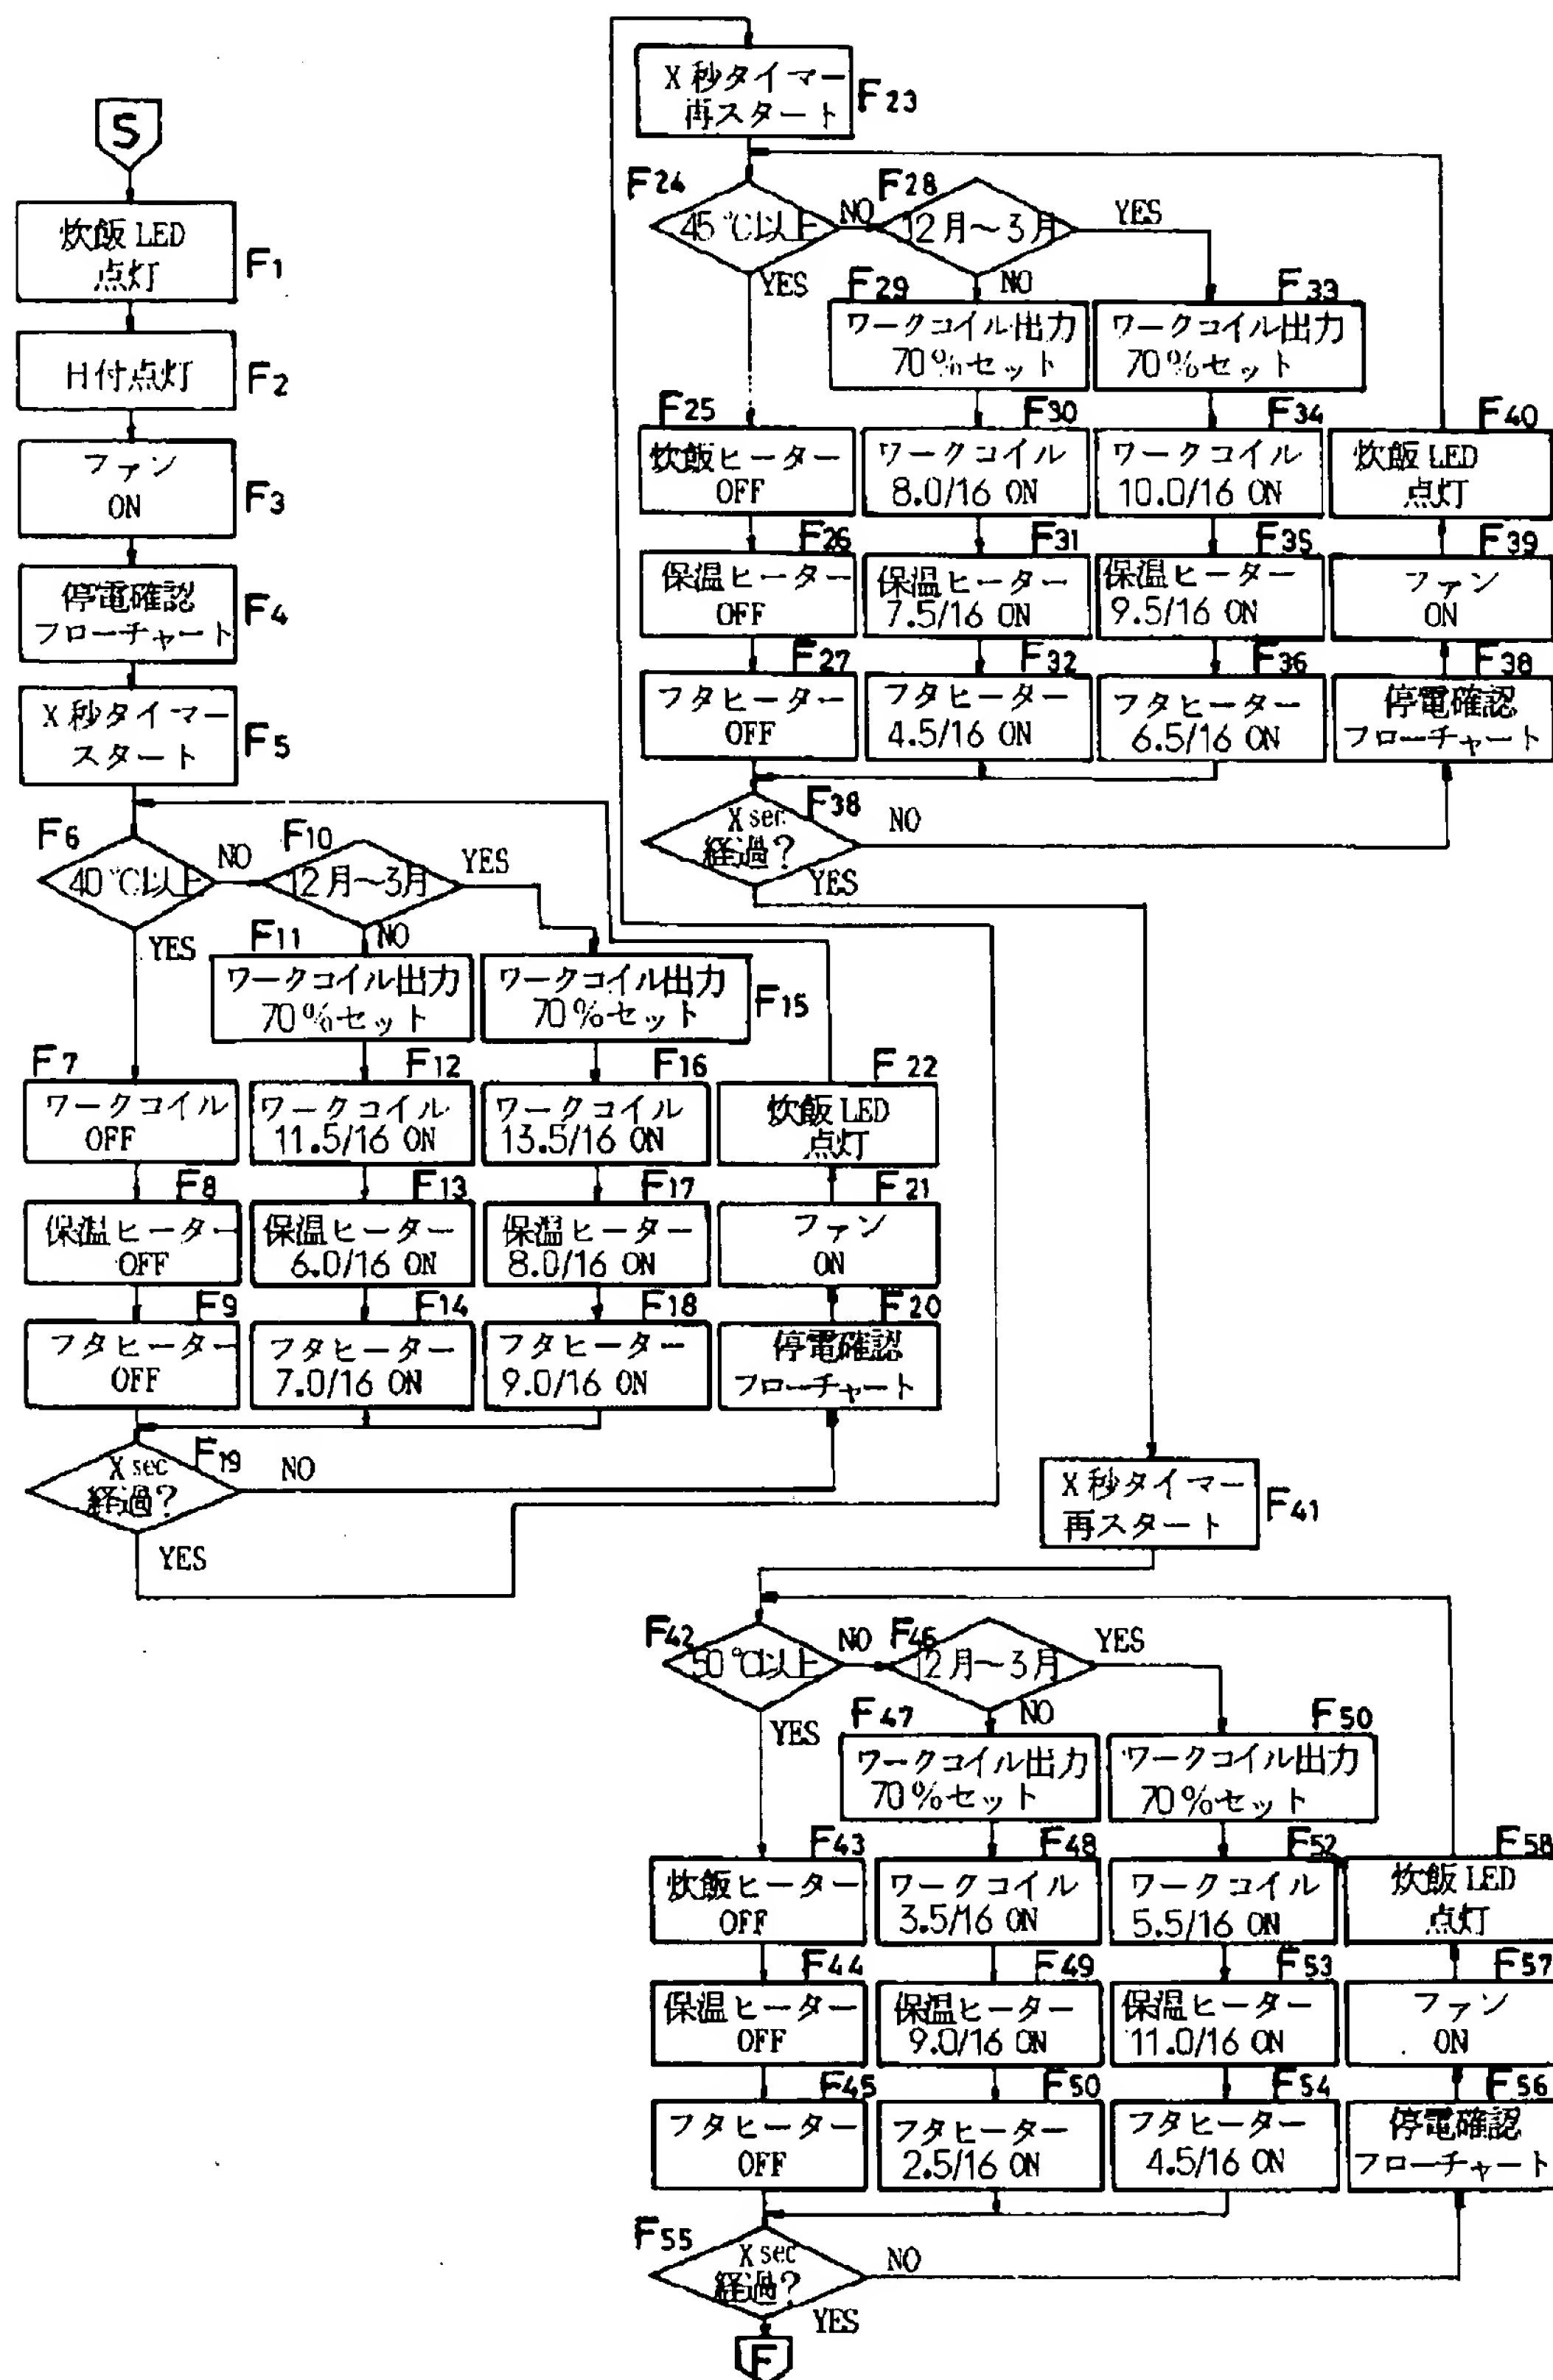 S
炊飯 LED
点灯
F1
H付点灯
F2
ファン
ON
F3
停電確認
フローチャート
F4
X秒タイマー
スタート
F5
F6
40℃以上
NO
YES
F10
12月〜3月
YES
NO
F7
ワークコイル
OFF
F8
保温ヒーター
OFF
F9
フタヒーター
OFF
F11
ワークコイル出力
70%セット
F12
ワークコイル
11.5/16 ON
F13
保温ヒーター
6.0/16 ON
F14
フタヒーター
7.0/16 ON
ワークコイル出力
70%セット
F15
F16
ワークコイル
13.5/16 ON
F17
保温ヒーター
8.0/16 ON
F18
フタヒーター
9.0/16 ON
F19
X sec
経過?
NO
YES
F22
炊飯 LED
点灯
F21
ファン
ON
F20
停電確認
フローチャート
X秒タイマー
再スタート
F23
F24
45℃以上
NO
YES
F28
12月〜3月
YES
NO
F25
炊飯ヒーター
OFF
F26
保温ヒーター
OFF
F27
フタヒーター
OFF
F29
ワークコイル出力
70%セット
F30
ワークコイル
8.0/16 ON
F31
保温ヒーター
7.5/16 ON
F32
フタヒーター
4.5/16 ON
F33
ワークコイル出力
70%セット
F34
ワークコイル
10.0/16 ON
F35
保温ヒーター
9.5/16 ON
F36
フタヒーター
6.5/16 ON
F38
X sec
経過?
NO
YES
F40
炊飯 LED
点灯
F39
ファン
ON
F38
停電確認
フローチャート
X秒タイマー
再スタート
F41
F42
50℃以上
NO
YES
F46
12月〜3月
YES
NO
F43
炊飯ヒーター
OFF
F44
保温ヒーター
OFF
F45
フタヒーター
OFF
F47
ワークコイル出力
70%セット
F48
ワークコイル
3.5/16 ON
F49
保温ヒーター
9.0/16 ON
F50
フタヒーター
2.5/16 ON
F50
ワークコイル出力
70%セット
F52
ワークコイル
5.5/16 ON
F53
保温ヒーター
11.0/16 ON
F54
フタヒーター
4.5/16 ON
F55
X sec
経過?
NO
YES
F58
炊飯 LED
点灯
F57
ファン
ON
F56
停電確認
フローチャート
F